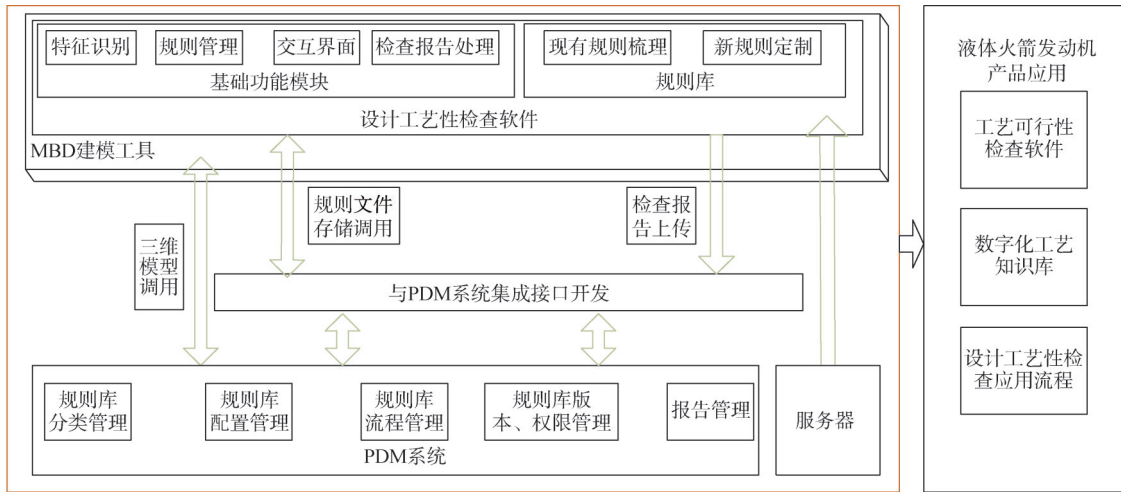 特征识别
规则管理
交互界面
检查报告处理
基础功能模块
现有规则梳理
新规则定制
规则库
设计工艺性检查软件
MBD建模工具
三维
模型
调用
规则文件
存储调用
检查报
告上传
与PDM系统集成接口开发
规则库
分类管理
规则库
配置管理
规则库
流程管理
规则库版
本、权限管理
报告管理
PDM系统
服务器
液体火箭发动机
产品应用
工艺可行性
检查软件
数字化工艺
知识库
设计工艺性检
查应用流程